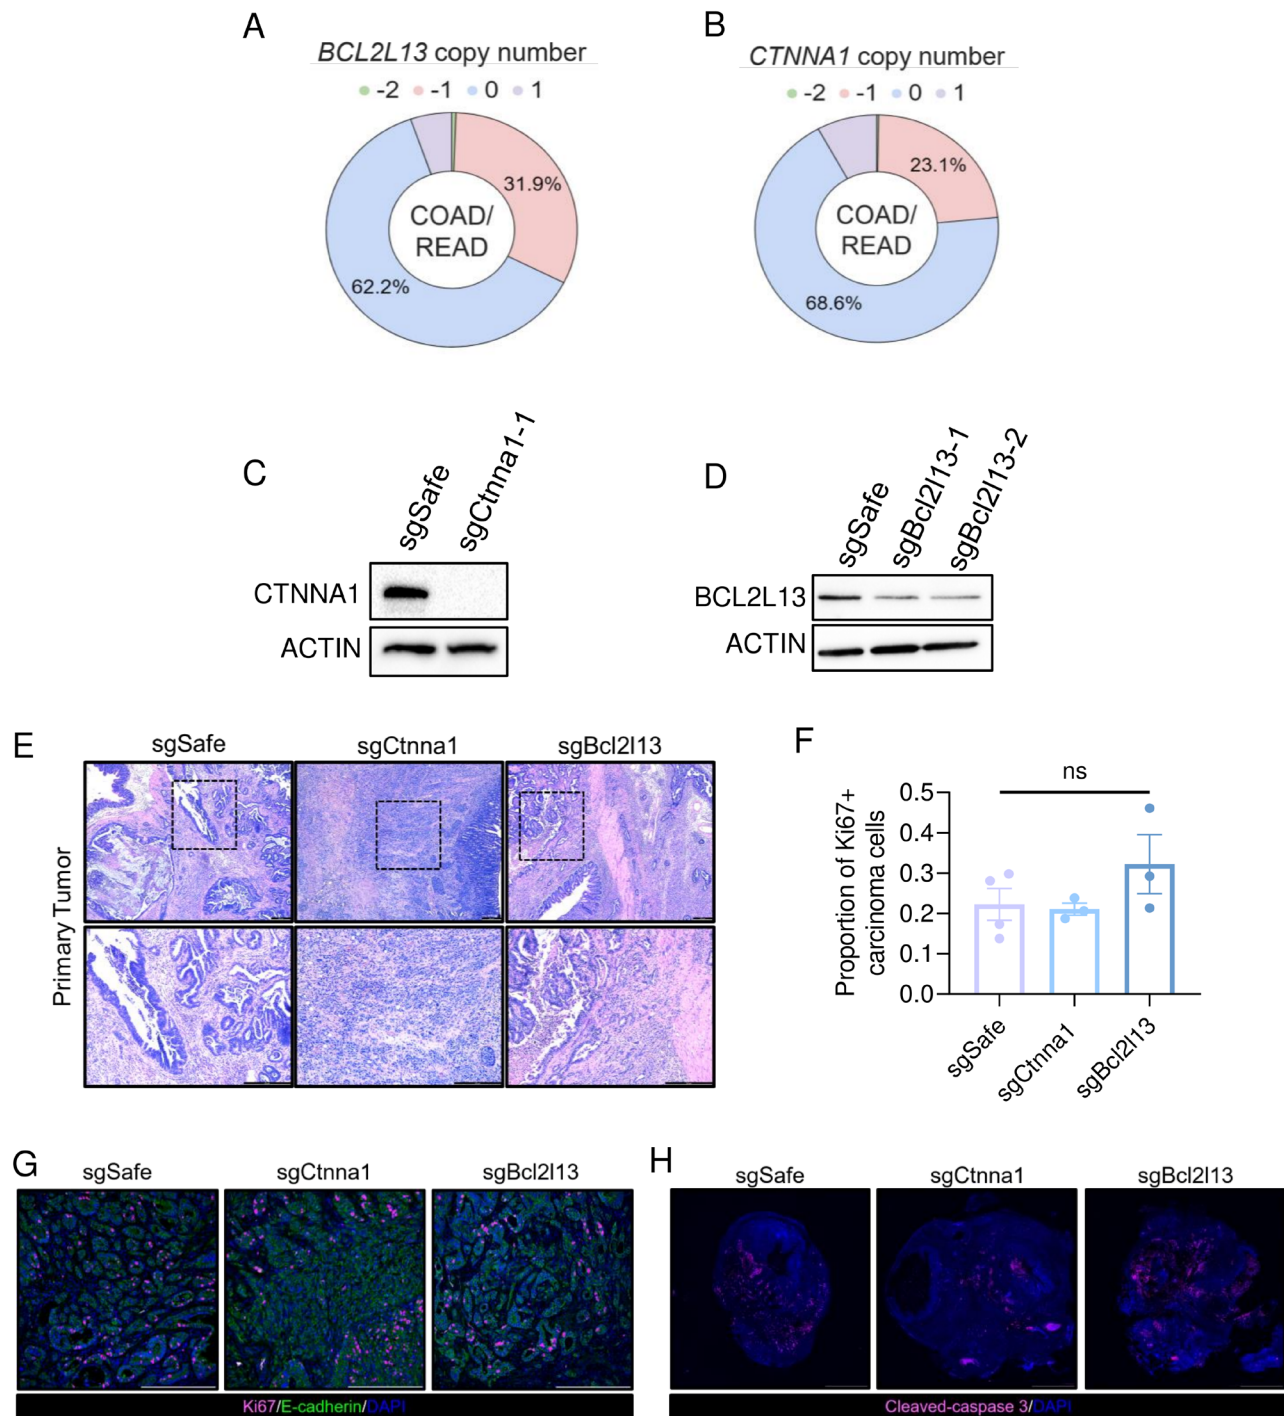 A
BCL2L13 copy number
-2 -1 0 1
31.9%
COAD/
READ
62.2%
B
CTNNA1 copy number
-2 -1 0 1
23.1%
COAD/
READ
68.6%
C
sgSafe
sgCtnna1-1
CTNNA1
ACTIN
D
sgSafe
sgBcl2l13-1
sgBcl2l13-2
BCL2L13
ACTIN
E
sgSafe sgCtnna1 sgBcl2l13
Primary Tumor
F
ns
Proportion of Ki67+
carcinoma cells
0.5
0.4
0.3
0.2
0.1
0.0
sgSafe
sgCtnna1
sgBcl2l13
G
sgSafe sgCtnna1 sgBcl2l13
Ki67/E-cadherin/DAPI
H
sgSafe sgCtnna1 sgBcl2l13
Cleaved-caspase 3/DAPI